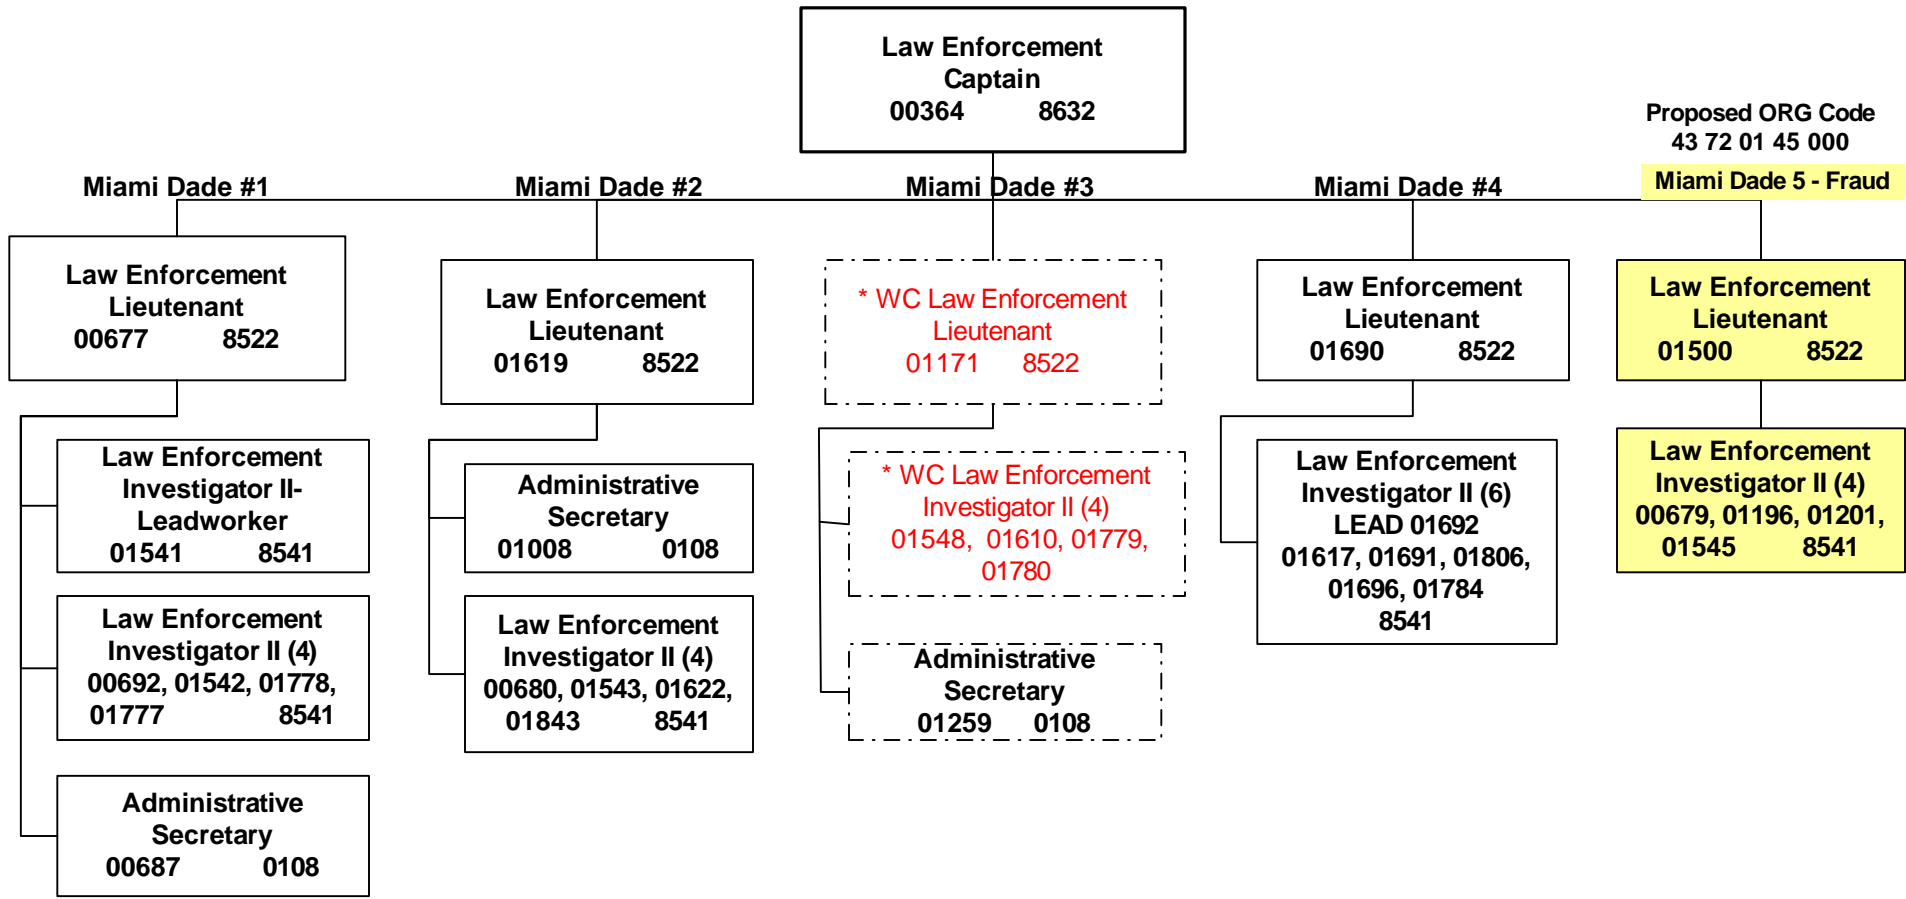 Law Enforcement
Captain
00364 8632
Proposed ORG Code
43 72 01 45 000
Miami Dade #1
Miami Dade #2
Miami Dade #3
Miami Dade #4
Miami Dade 5 - Fraud
Law Enforcement
Lieutenant
00677 8522
Law Enforcement
Investigator II-
Leadworker
01541 8541
Law Enforcement
Investigator II (4)
00692, 01542, 01778,
01777 8541
Administrative
Secretary
00687 0108
Law Enforcement
Lieutenant
01619 8522
Administrative
Secretary
01008 0108
Law Enforcement
Investigator II (4)
00680, 01543, 01622,
01843 8541
* WC Law Enforcement
Lieutenant
01171 8522
* WC Law Enforcement
Investigator II (4)
01548, 01610, 01779,
01780
Administrative
Secretary
01259 0108
Law Enforcement
Lieutenant
01690 8522
Law Enforcement
Investigator II (6)
LEAD 01692
01617, 01691, 01806,
01696, 01784
8541
Law Enforcement
Lieutenant
01500 8522
Law Enforcement
Investigator II (4)
00679, 01196, 01201,
01545 8541